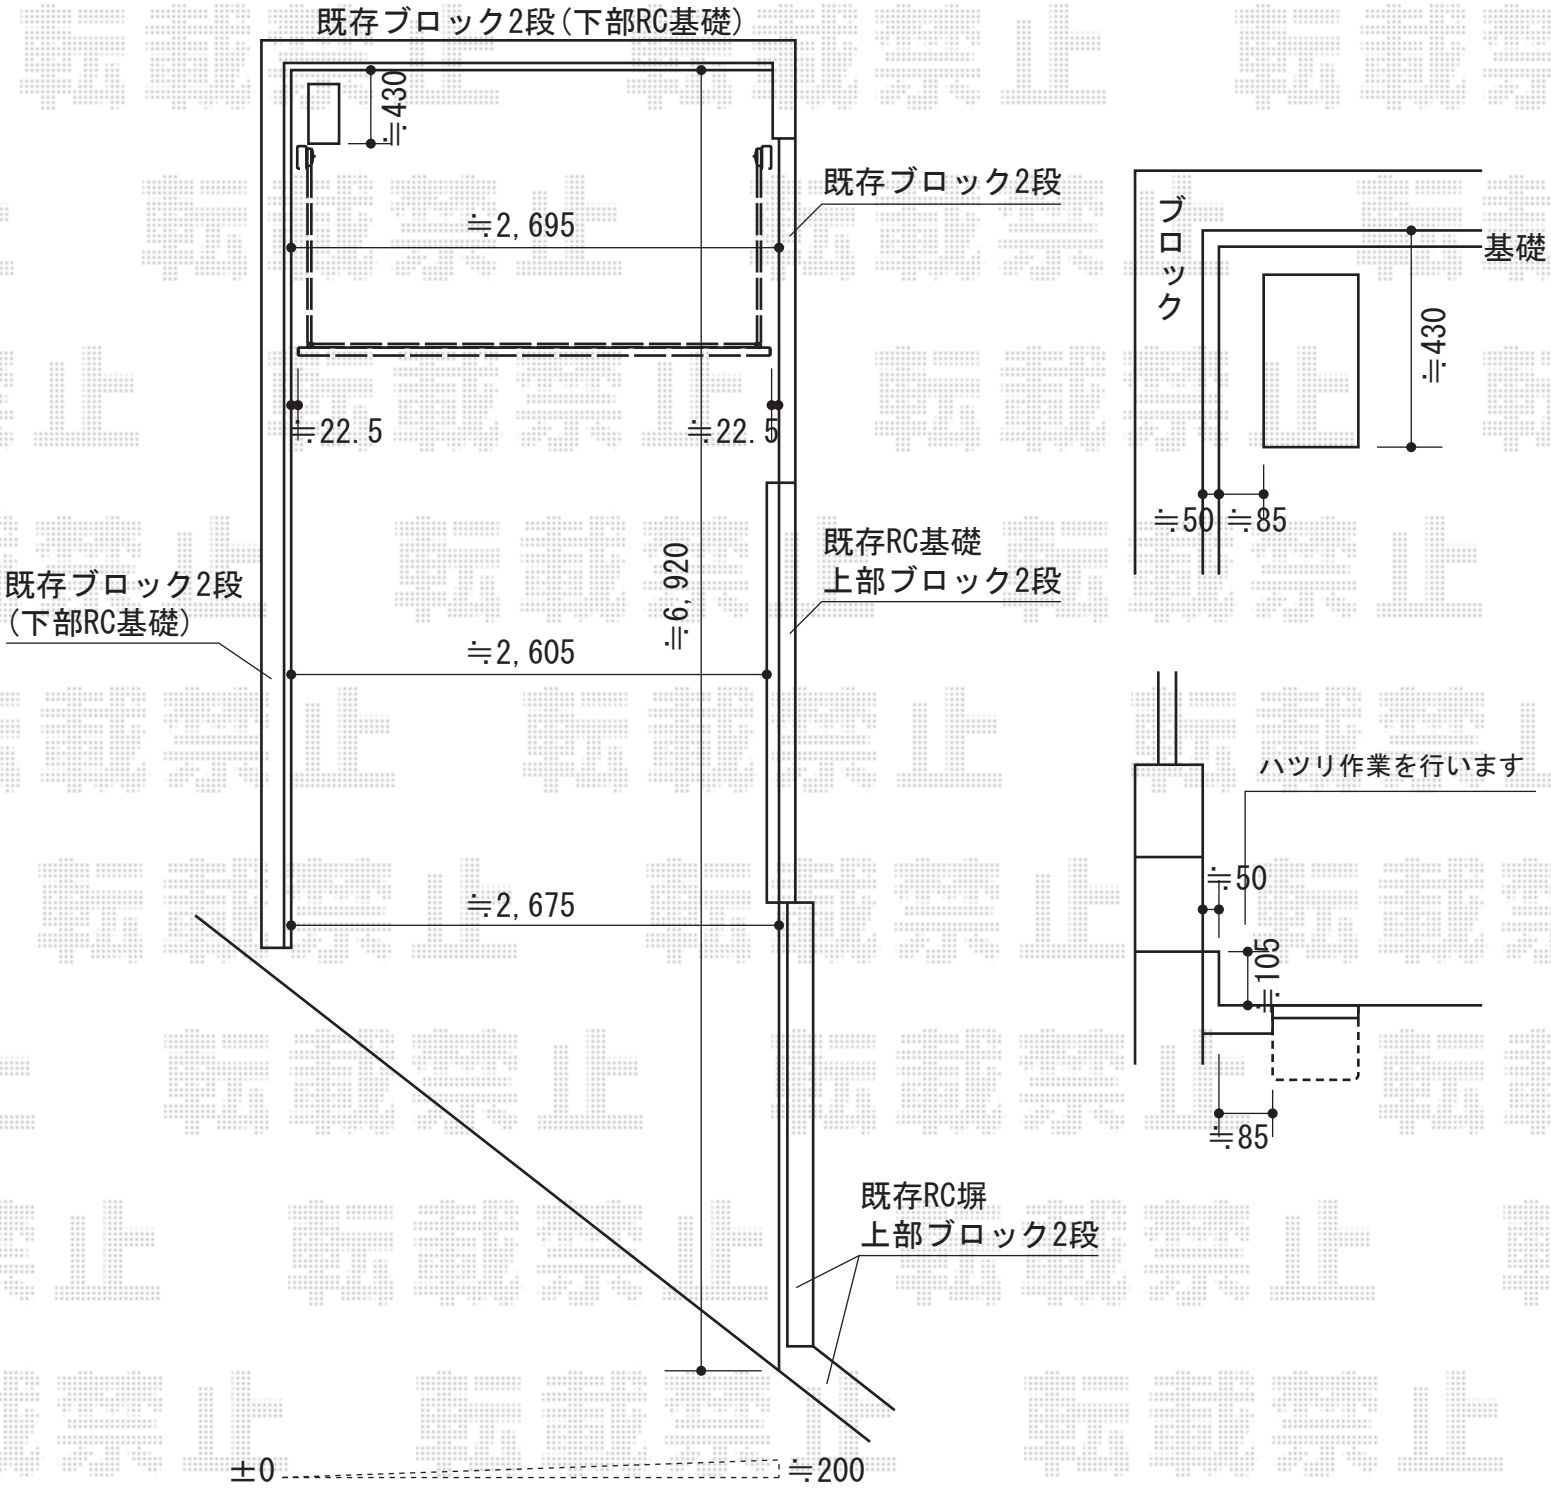 既存ブロック2段(下部RC基礎)
≒430
既存ブロック2段
≒2,695
≒22.5
≒22.5
既存RC基礎
上部ブロック2段
≒6,920
既存ブロック2段
(下部RC基礎)
≒2,605
≒2,675
既存RC塀
上部ブロック2段
±0
≒200
ブロック
基礎
≒430
≒50
≒85
ハツリ作業を行います
≒50
≒105
≒85
転載禁止